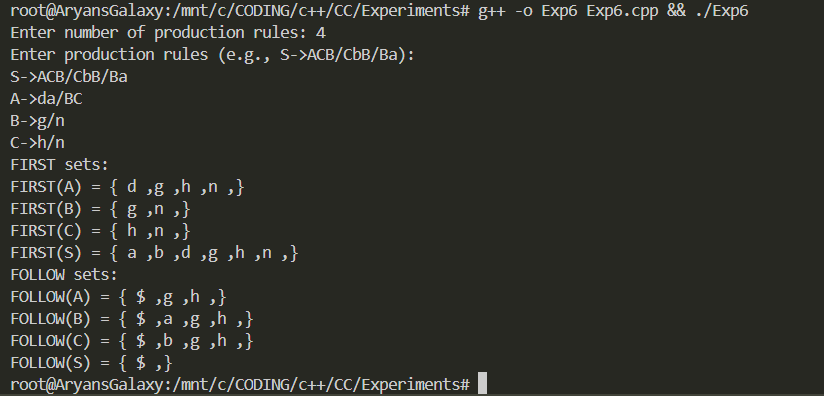 root@AryansGalaxy:/mnt/c/CODING/c++/CC/Experiments# g++ -o Exp6 Exp6.cpp && ./Exp6
Enter number of production rules: 4
Enter production rules (e.g., S->ACB/CbB/Ba):
S->ACB/CbB/Ba
A->da/BC
B->g/n
C->h/n
FIRST sets:
FIRST(A) = { d ,g ,h ,n ,}
FIRST(B) = { g ,n ,}
FIRST(C) = { h ,n ,}
FIRST(S) = { a ,b ,d ,g ,h ,n ,}
FOLLOW sets:
FOLLOW(A) = { $ ,g ,h ,}
FOLLOW(B) = { $ ,a ,g ,h ,}
FOLLOW(C) = { $ ,b ,g ,h ,}
FOLLOW(S) = { $ ,}
root@AryansGalaxy:/mnt/c/CODING/c++/CC/Experiments#